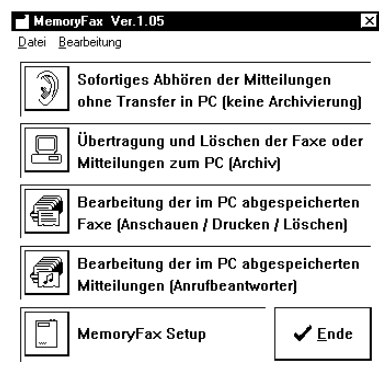 MemoryFax Ver.1.05
Datei Bearbeitung
Sofortiges Abhören der Mitteilungen
ohne Transfer in PC (keine Archivierung)
Übertragung und Löschen der Faxe oder
Mitteilungen zum PC (Archiv)
Bearbeitung der im PC abgespeicherten
Faxe (Anschauen / Drucken / Löschen)
Bearbeitung der im PC abgespeicherten
Mitteilungen (Anrufbeantworter)
MemoryFax Setup
Ende